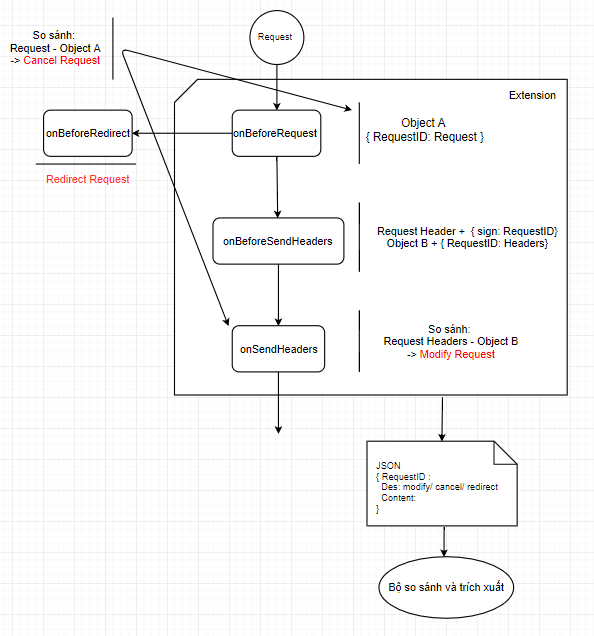 So sánh:
Request - Object A
-> Cancel Request
Request
Extension
onBeforeRedirect
onBeforeRequest
Object A
{ RequestID: Request }
Redirect Request
onBeforeSendHeaders
Request Header + { sign: RequestID}
Object B + { RequestID: Headers}
onSendHeaders
So sánh:
Request Headers - Object B
-> Modify Request
JSON
{ RequestID :
Des: modify/ cancel/ redirect
Content:
}
Bộ so sánh và trích xuất